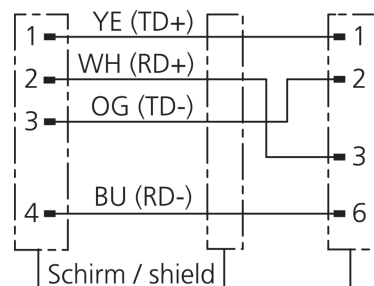 1 YE (TD+) 1
2 WH (RD+) 2
3 OG (TD-)
3
4 BU (RD-) 6
Schirm / shield